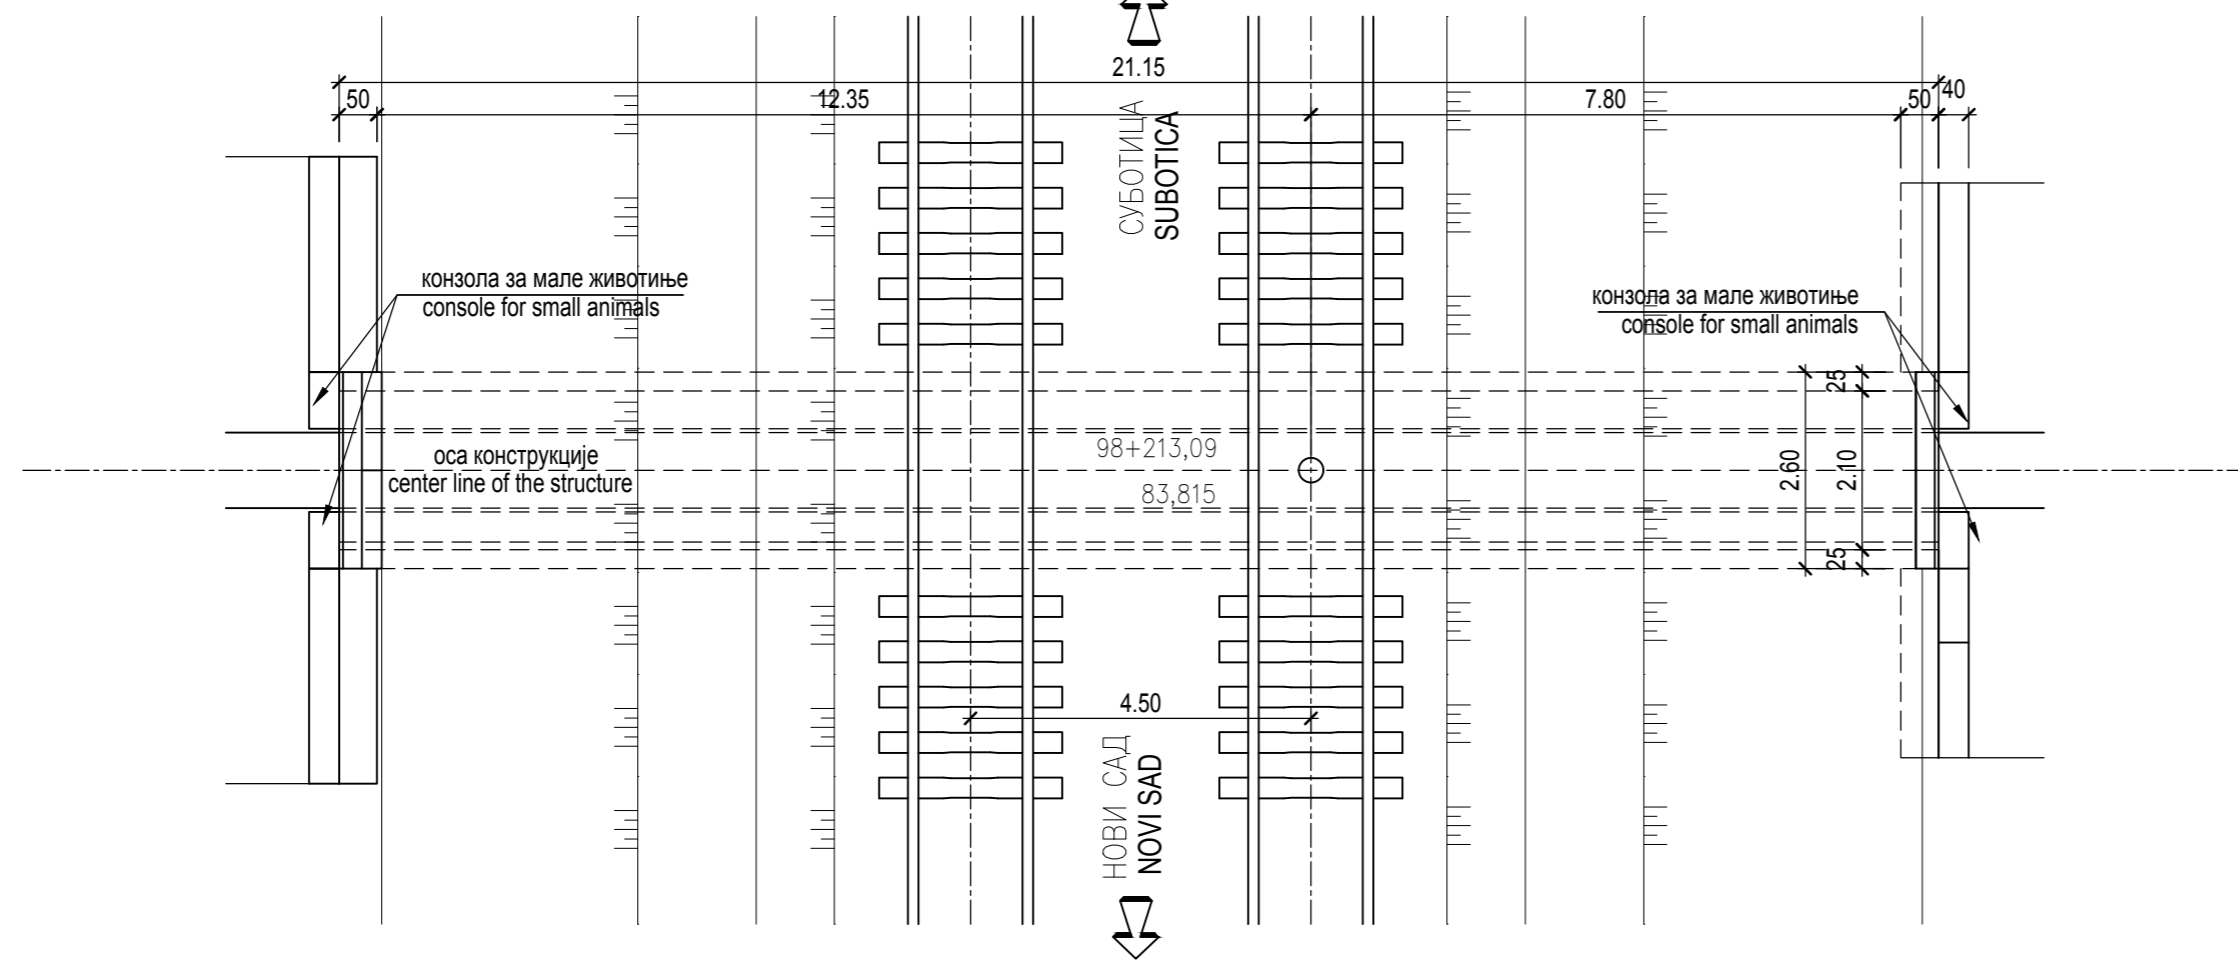 21.15
50
12.35
7.80
50
40
СУБОТИЦА
SUBOTICA
конзола за мале животиње
console for small animals
конзола за мале животиње
console for small animals
25
98+213,09
оса конструкције
center line of the structure
2.60
2.10
83,815
25
4.50
НОВИ САД
NOVI SAD